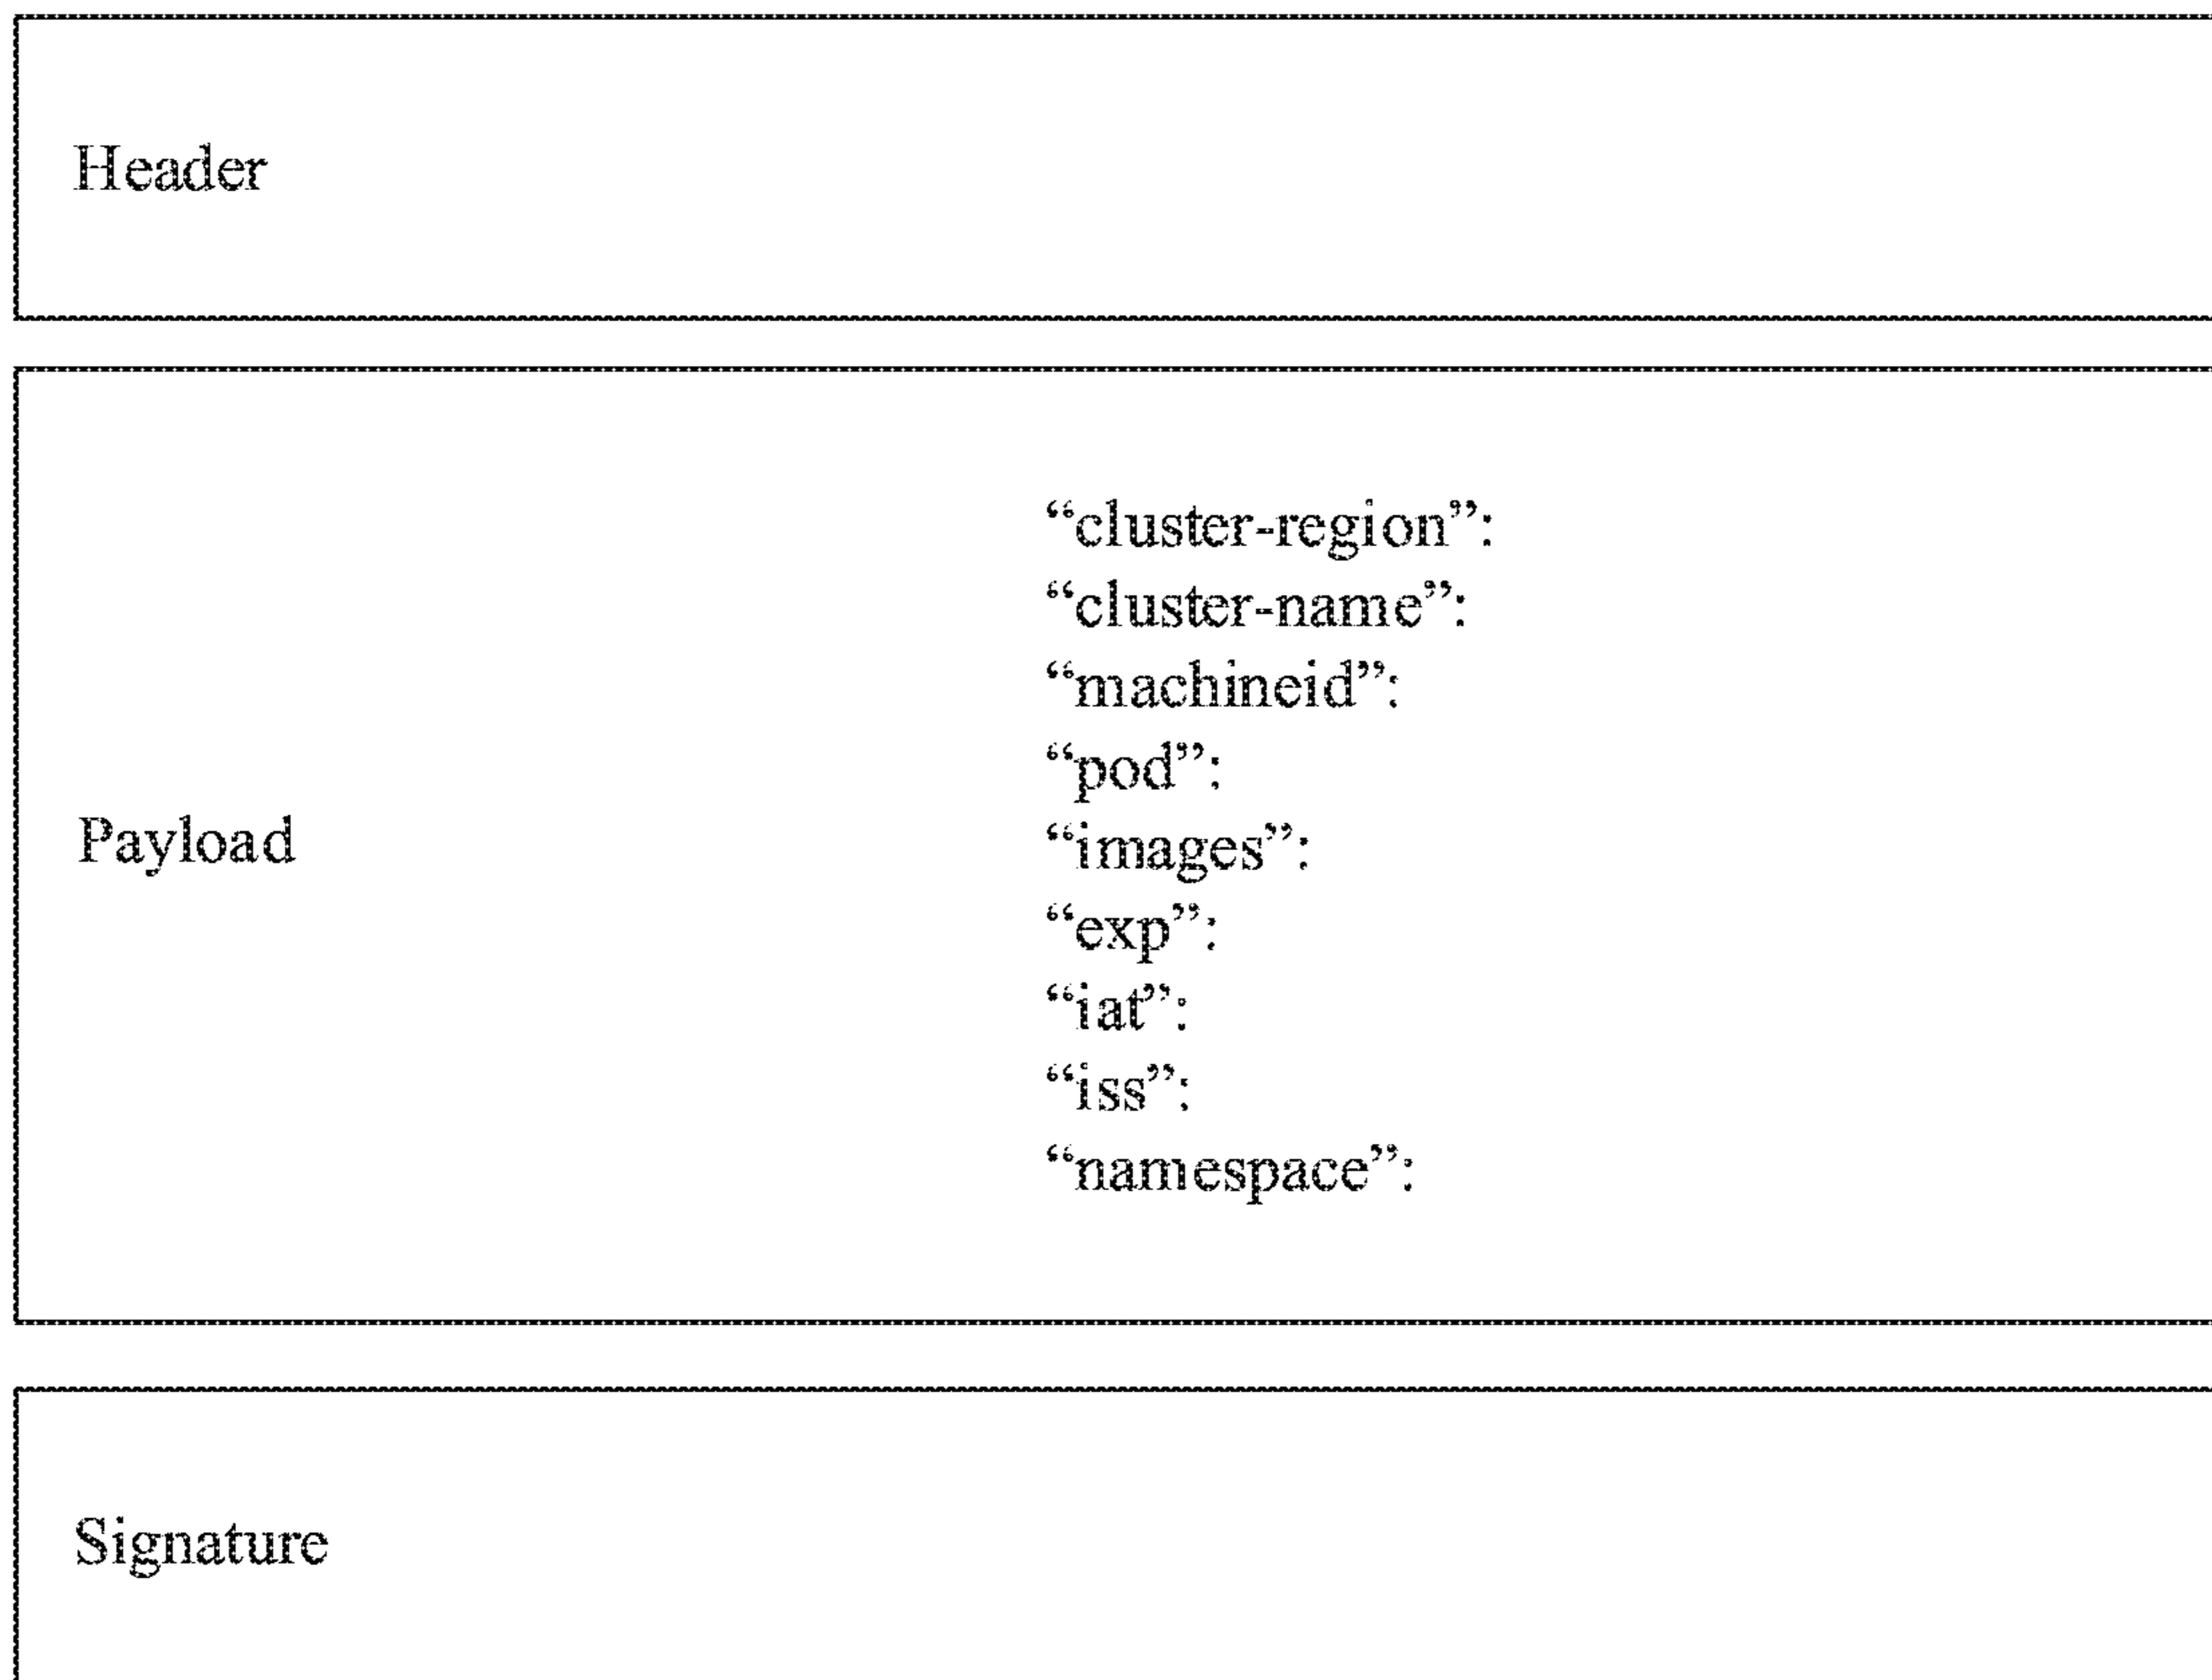 Header
“cluster-region”:
“cluster-name”:
“machineid”:
“pod”:
“images”:
Payload
“exp”:
“iat”:
“iss”:
“namespace”:
Signature